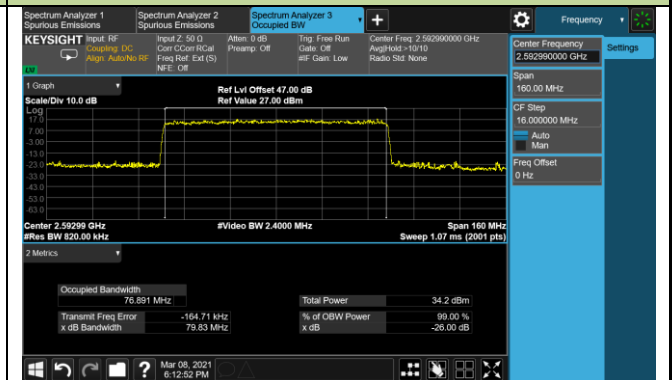 Spectrum Analyzer 1
Spurious Emissions
Spectrum Analyzer 2
Spurious Emissions
Spectrum Analyzer 3
Occupied BW
+
Frequency
KEYSIGHT
Input: RF
Coupling: DC
Align: Auto/No RF
Input Z: 50 Ω
Corr CCorr RCal
Freq Ref: Ext (S)
NFE: Off
Atten: 0 dB
Preamp: Off
Trig: Free Run
Gate: Off
#IF Gain: Low
Center Freq: 2.592990000 GHz
Avg|Hold:>10/10
Radio Std: None
Center Frequency
2.592990000 GHz
Settings
Span
160.00 MHz
CF Step
16.000000 MHz
Auto
Man
Freq Offset
0 Hz
1 Graph
Scale/Div 10.0 dB
Ref Lvl Offset 47.00 dB
Ref Value 27.00 dBm
Log
17.0
7.00
-3.00
-13.0
-23.0
-33.0
-43.0
-53.0
-63.0
Center 2.59299 GHz
#Res BW 820.00 kHz
#Video BW 2.4000 MHz
Span 160 MHz
Sweep 1.07 ms (2001 pts)
2 Metrics
Occupied Bandwidth
76.891 MHz
Total Power 34.2 dBm
Transmit Freq Error -164.71 kHz
% of OBW Power 99.00 %
x dB Bandwidth 79.83 MHz
x dB -26.00 dB
?
Mar 08, 2021
6:12:52 PM